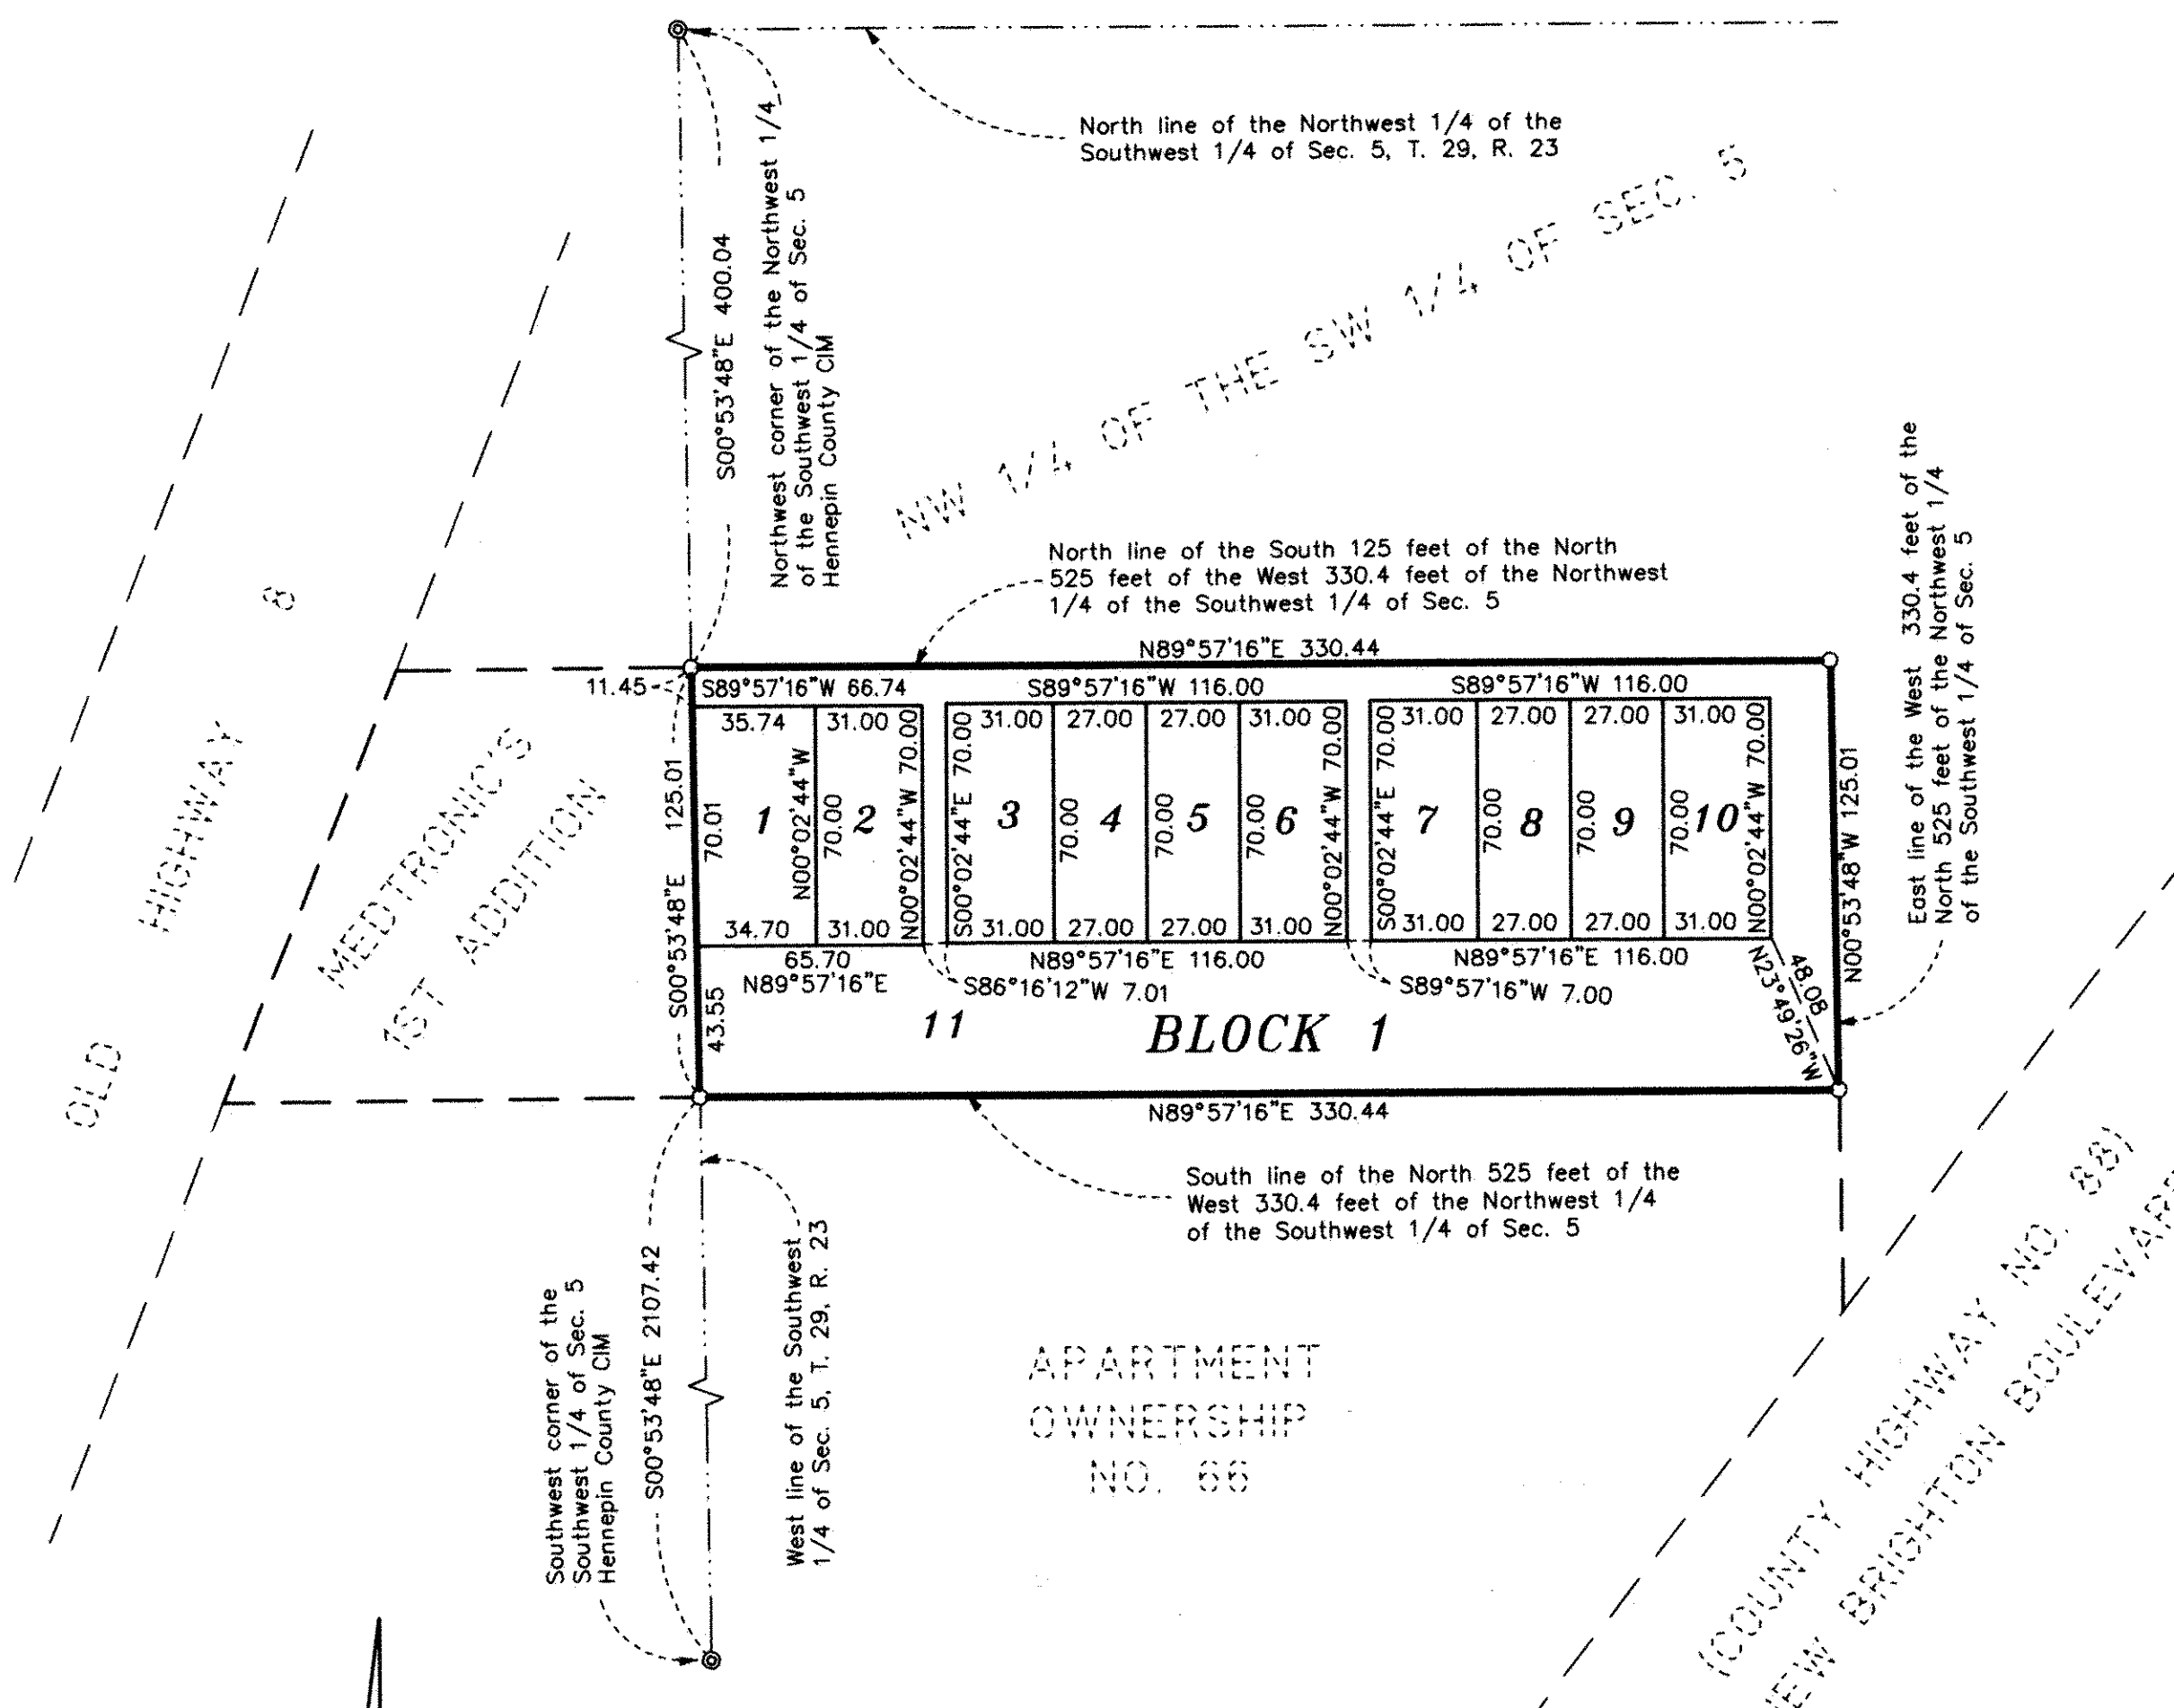 North line of the Northwest 1/4 of the
Southwest 1/4 of Sec. 5, T. 29, R. 23
S00°53'48"E 400.04
Northwest corner of the Northwest 1/4
of the Southwest 1/4 of Sec. 5
Hennepin County CIM
NW 1/4 OF THE SW 1/4 OF SEC. 5
OLD HIGHWAY 8
MEDTRONIC'S
1ST ADDITION
North line of the South 125 feet of the North
525 feet of the West 330.4 feet of the Northwest
1/4 of the Southwest 1/4 of Sec. 5
East line of the West 330.4 feet of the
North 525 feet of the Northwest 1/4
of the Southwest 1/4 of Sec. 5
N89°57'16"E 330.44
11.45
S89°57'16"W 66.74
S89°57'16"W 116.00
S89°57'16"W 116.00
35.74
31.00
31.00
27.00
27.00
31.00
31.00
27.00
27.00
31.00
S00°53'48"E 125.01
70.01
1
N00°02'44"W
70.00
2
N00°02'44"W 70.00
S00°02'44"E 70.00
3
70.00
4
70.00
5
70.00
6
N00°02'44"W 70.00
S00°02'44"E 70.00
7
70.00
8
70.00
9
70.00
10
N00°02'44"W 70.00
N00°53'48"W 125.01
34.70
31.00
31.00
27.00
27.00
31.00
31.00
27.00
27.00
31.00
65.70
N89°57'16"E
N89°57'16"E 116.00
N89°57'16"E 116.00
S86°16'12"W 7.01
S89°57'16"W 7.00
48.08
N23°49'26"W
43.55
11
BLOCK 1
N89°57'16"E 330.44
South line of the North 525 feet of the
West 330.4 feet of the Northwest 1/4
of the Southwest 1/4 of Sec. 5
Southwest corner of the
Southwest 1/4 of Sec. 5
Hennepin County CIM
S00°53'48"E 2107.42
West line of the Southwest
1/4 of Sec. 5, T. 29, R. 23
APARTMENT
OWNERSHIP
NO. 66
(COUNTY HIGHWAY NO. 88)
EW BRIGHTON BOULEVAR